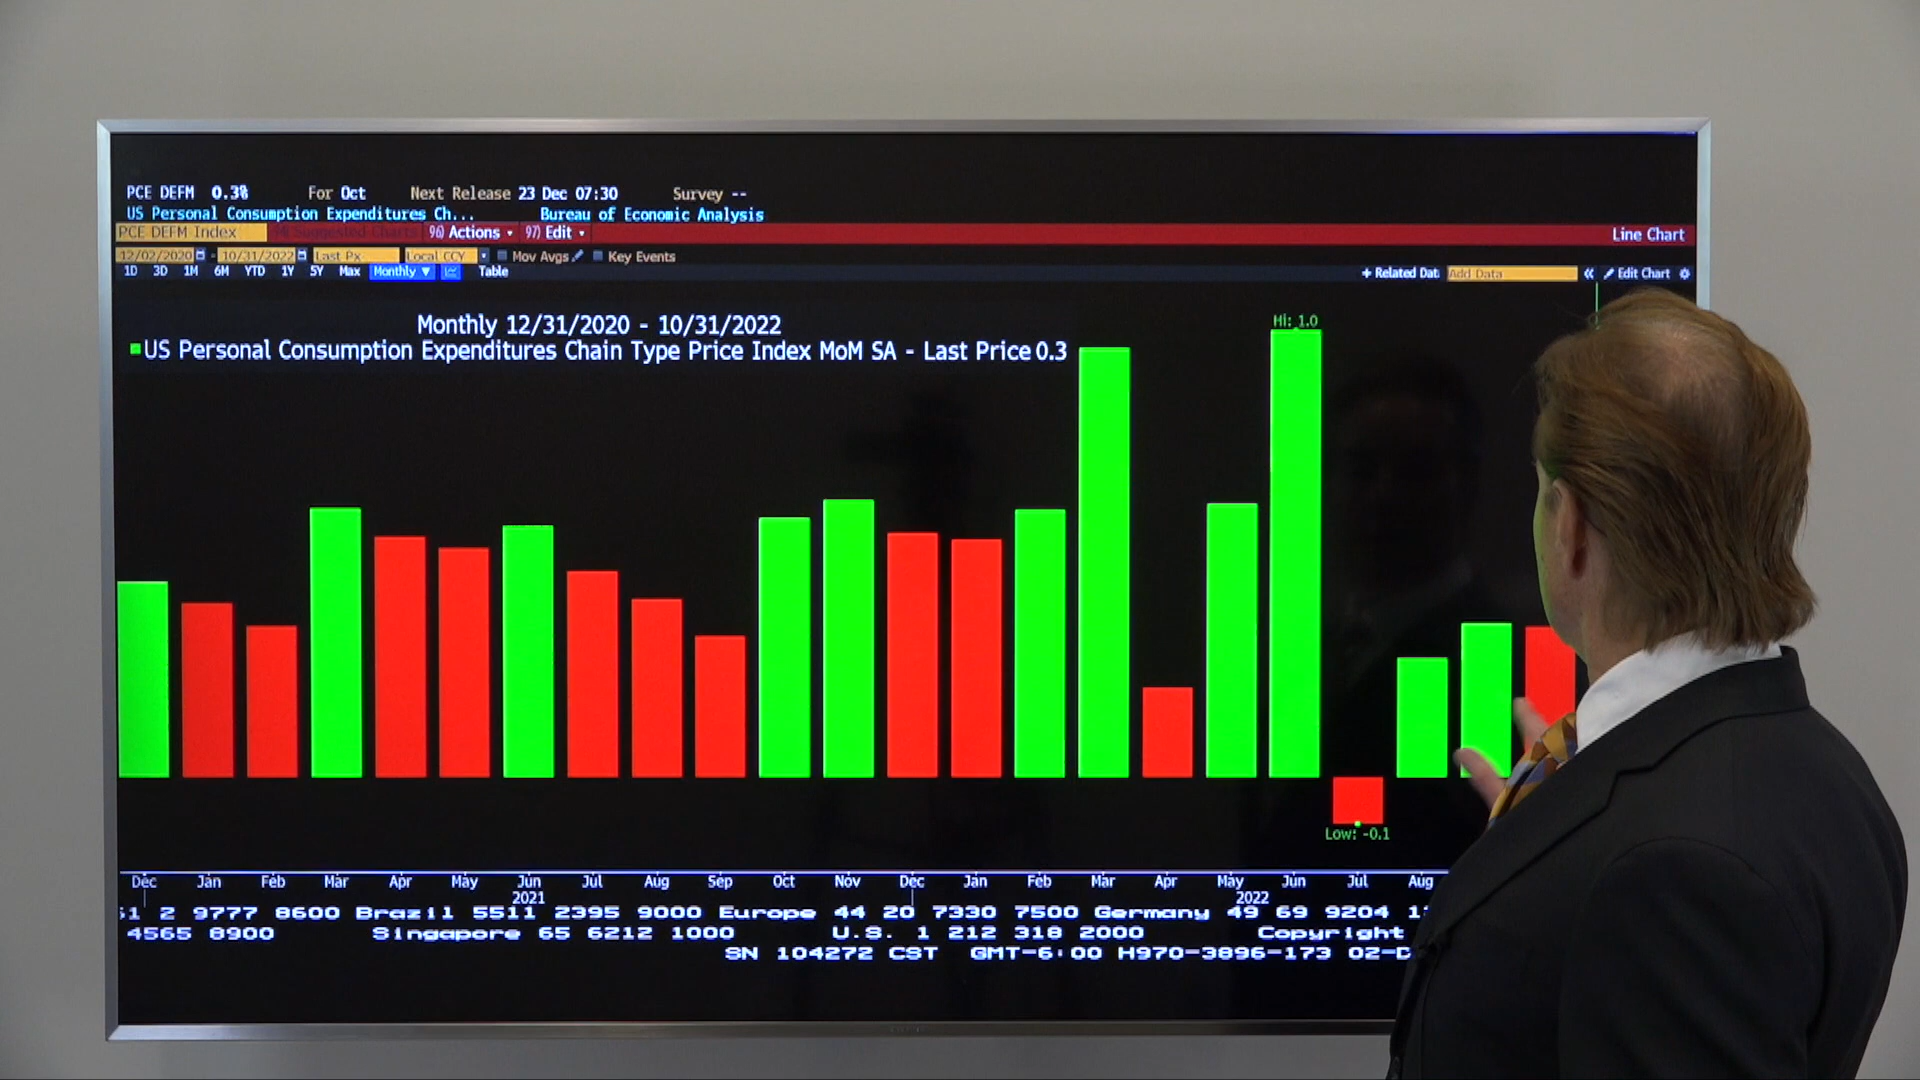 PCE DEFM 0.3% For Oct Next Release 23 Dec 07:30 Survey --
US Personal Consumption Expenditures Ch... Bureau of Economic Analysis
PCE DEFM Index 94) Suggested Charts 96) Actions 97) Edit Line Chart
12/02/2020 - 10/31/2022 Last Px Local CCY Mov Avgs Key Events
1D 3D 1M 6M YTD 1Y 5Y Max Monthly ▼ Table + Related Dat Add Data « Edit Chart
Monthly 12/31/2020 - 10/31/2022
US Personal Consumption Expenditures Chain Type Price Index MoM SA - Last Price 0.3
Hi: 1.0
Low: -0.1
Dec Jan Feb Mar Apr May Jun Jul Aug Sep Oct Nov Dec Jan Feb Mar Apr May Jun Jul Aug
2021 2022
61 2 9777 8600 Brazil 5511 2395 9000 Europe 44 20 7330 7500 Germany 49 69 9204
4565 8900 Singapore 65 6212 1000 U.S. 1 212 318 2000 Copyright
SN 104272 CST GMT-6:00 H970-3896-173 02-D